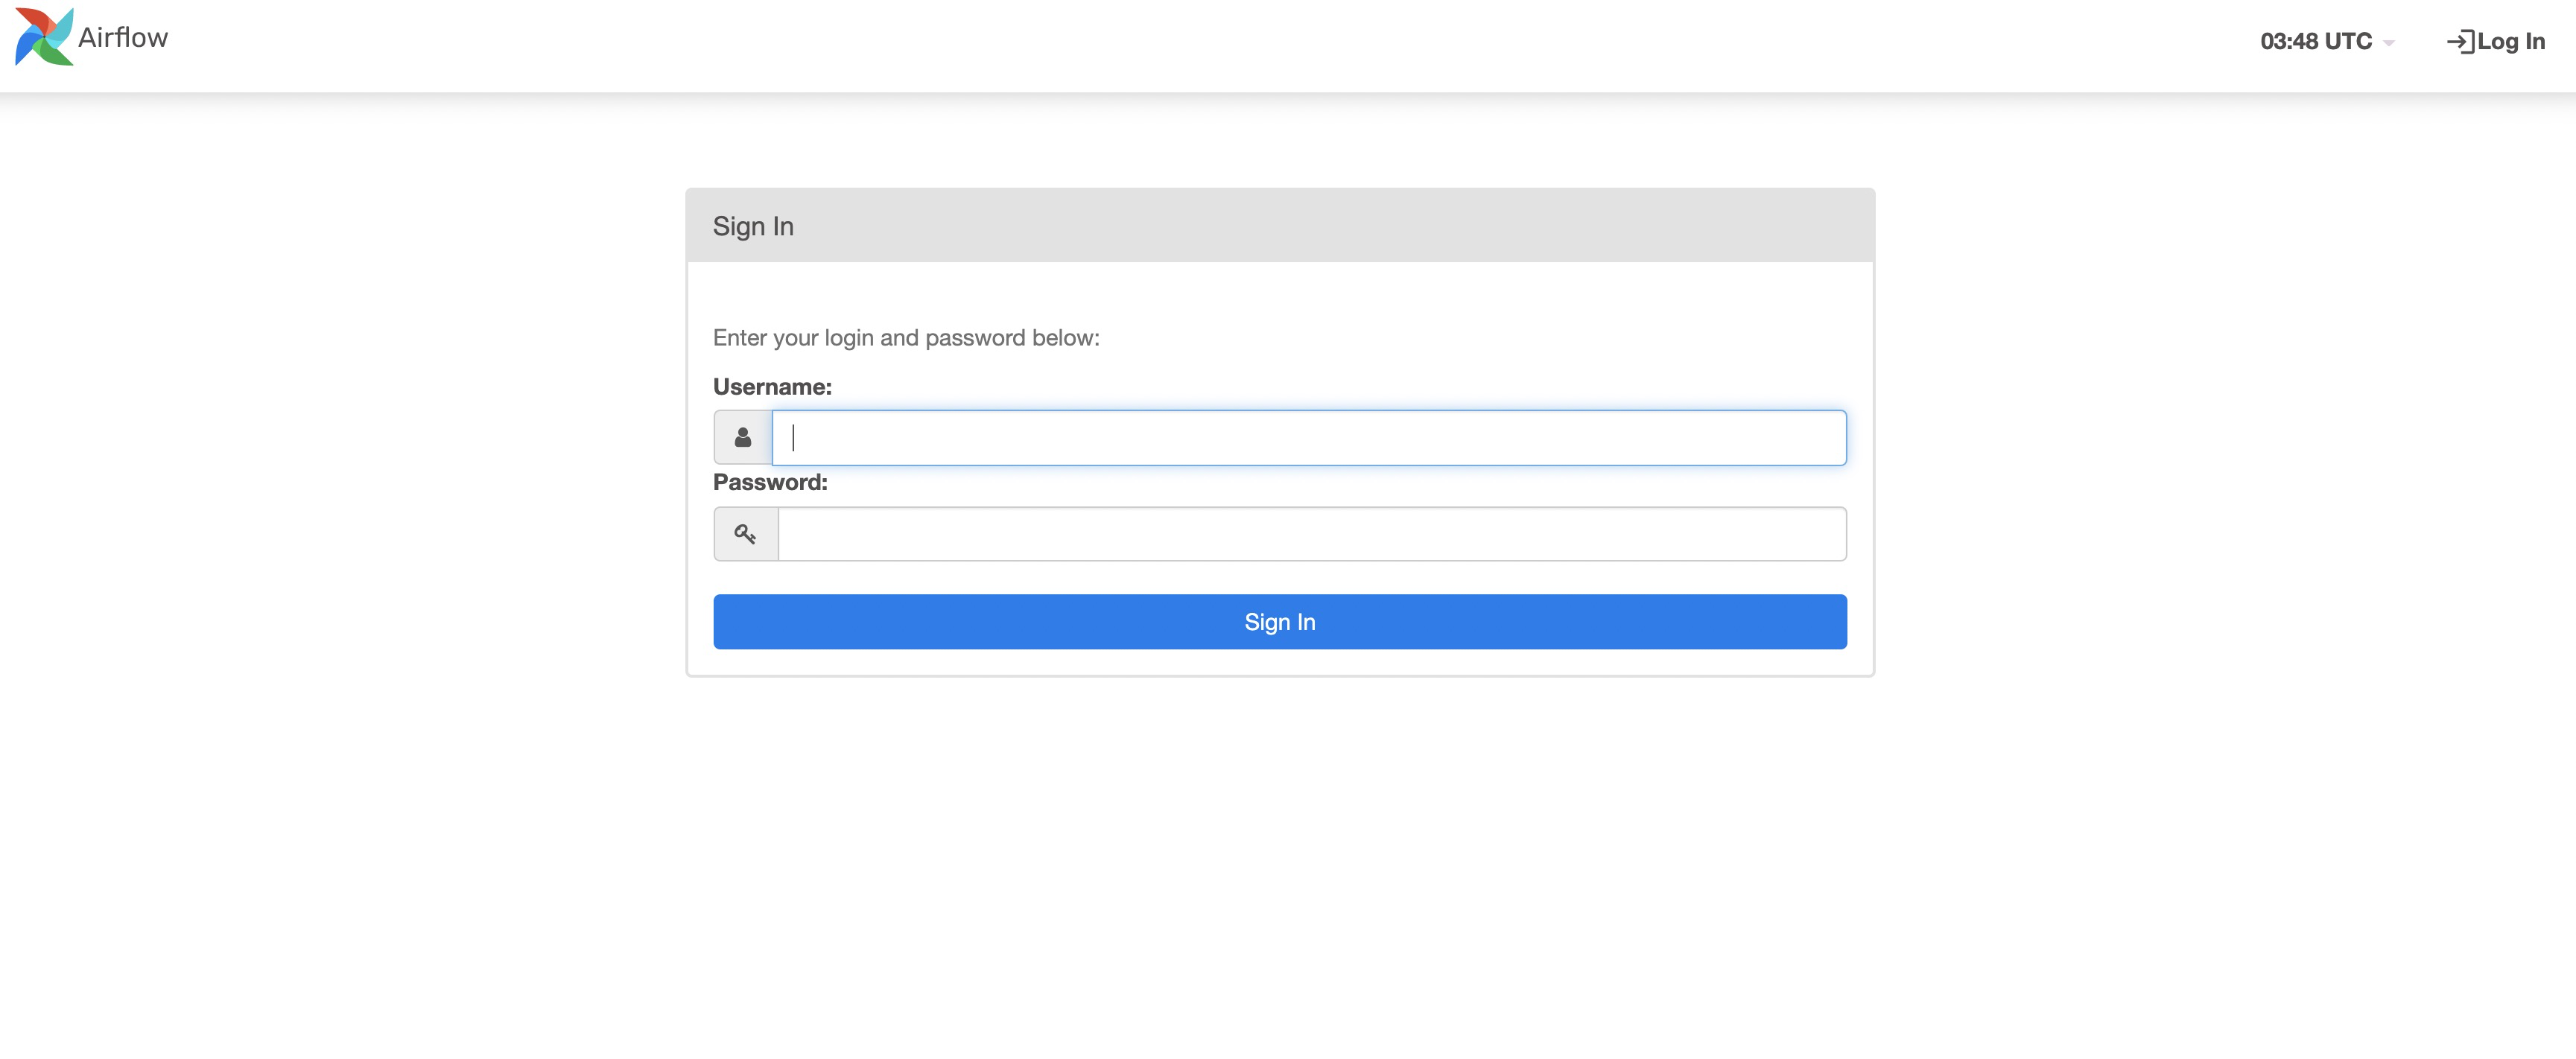 Airflow
03:48 UTC
Log In
Sign In
Enter your login and password below:
Username:
Password:
Sign In